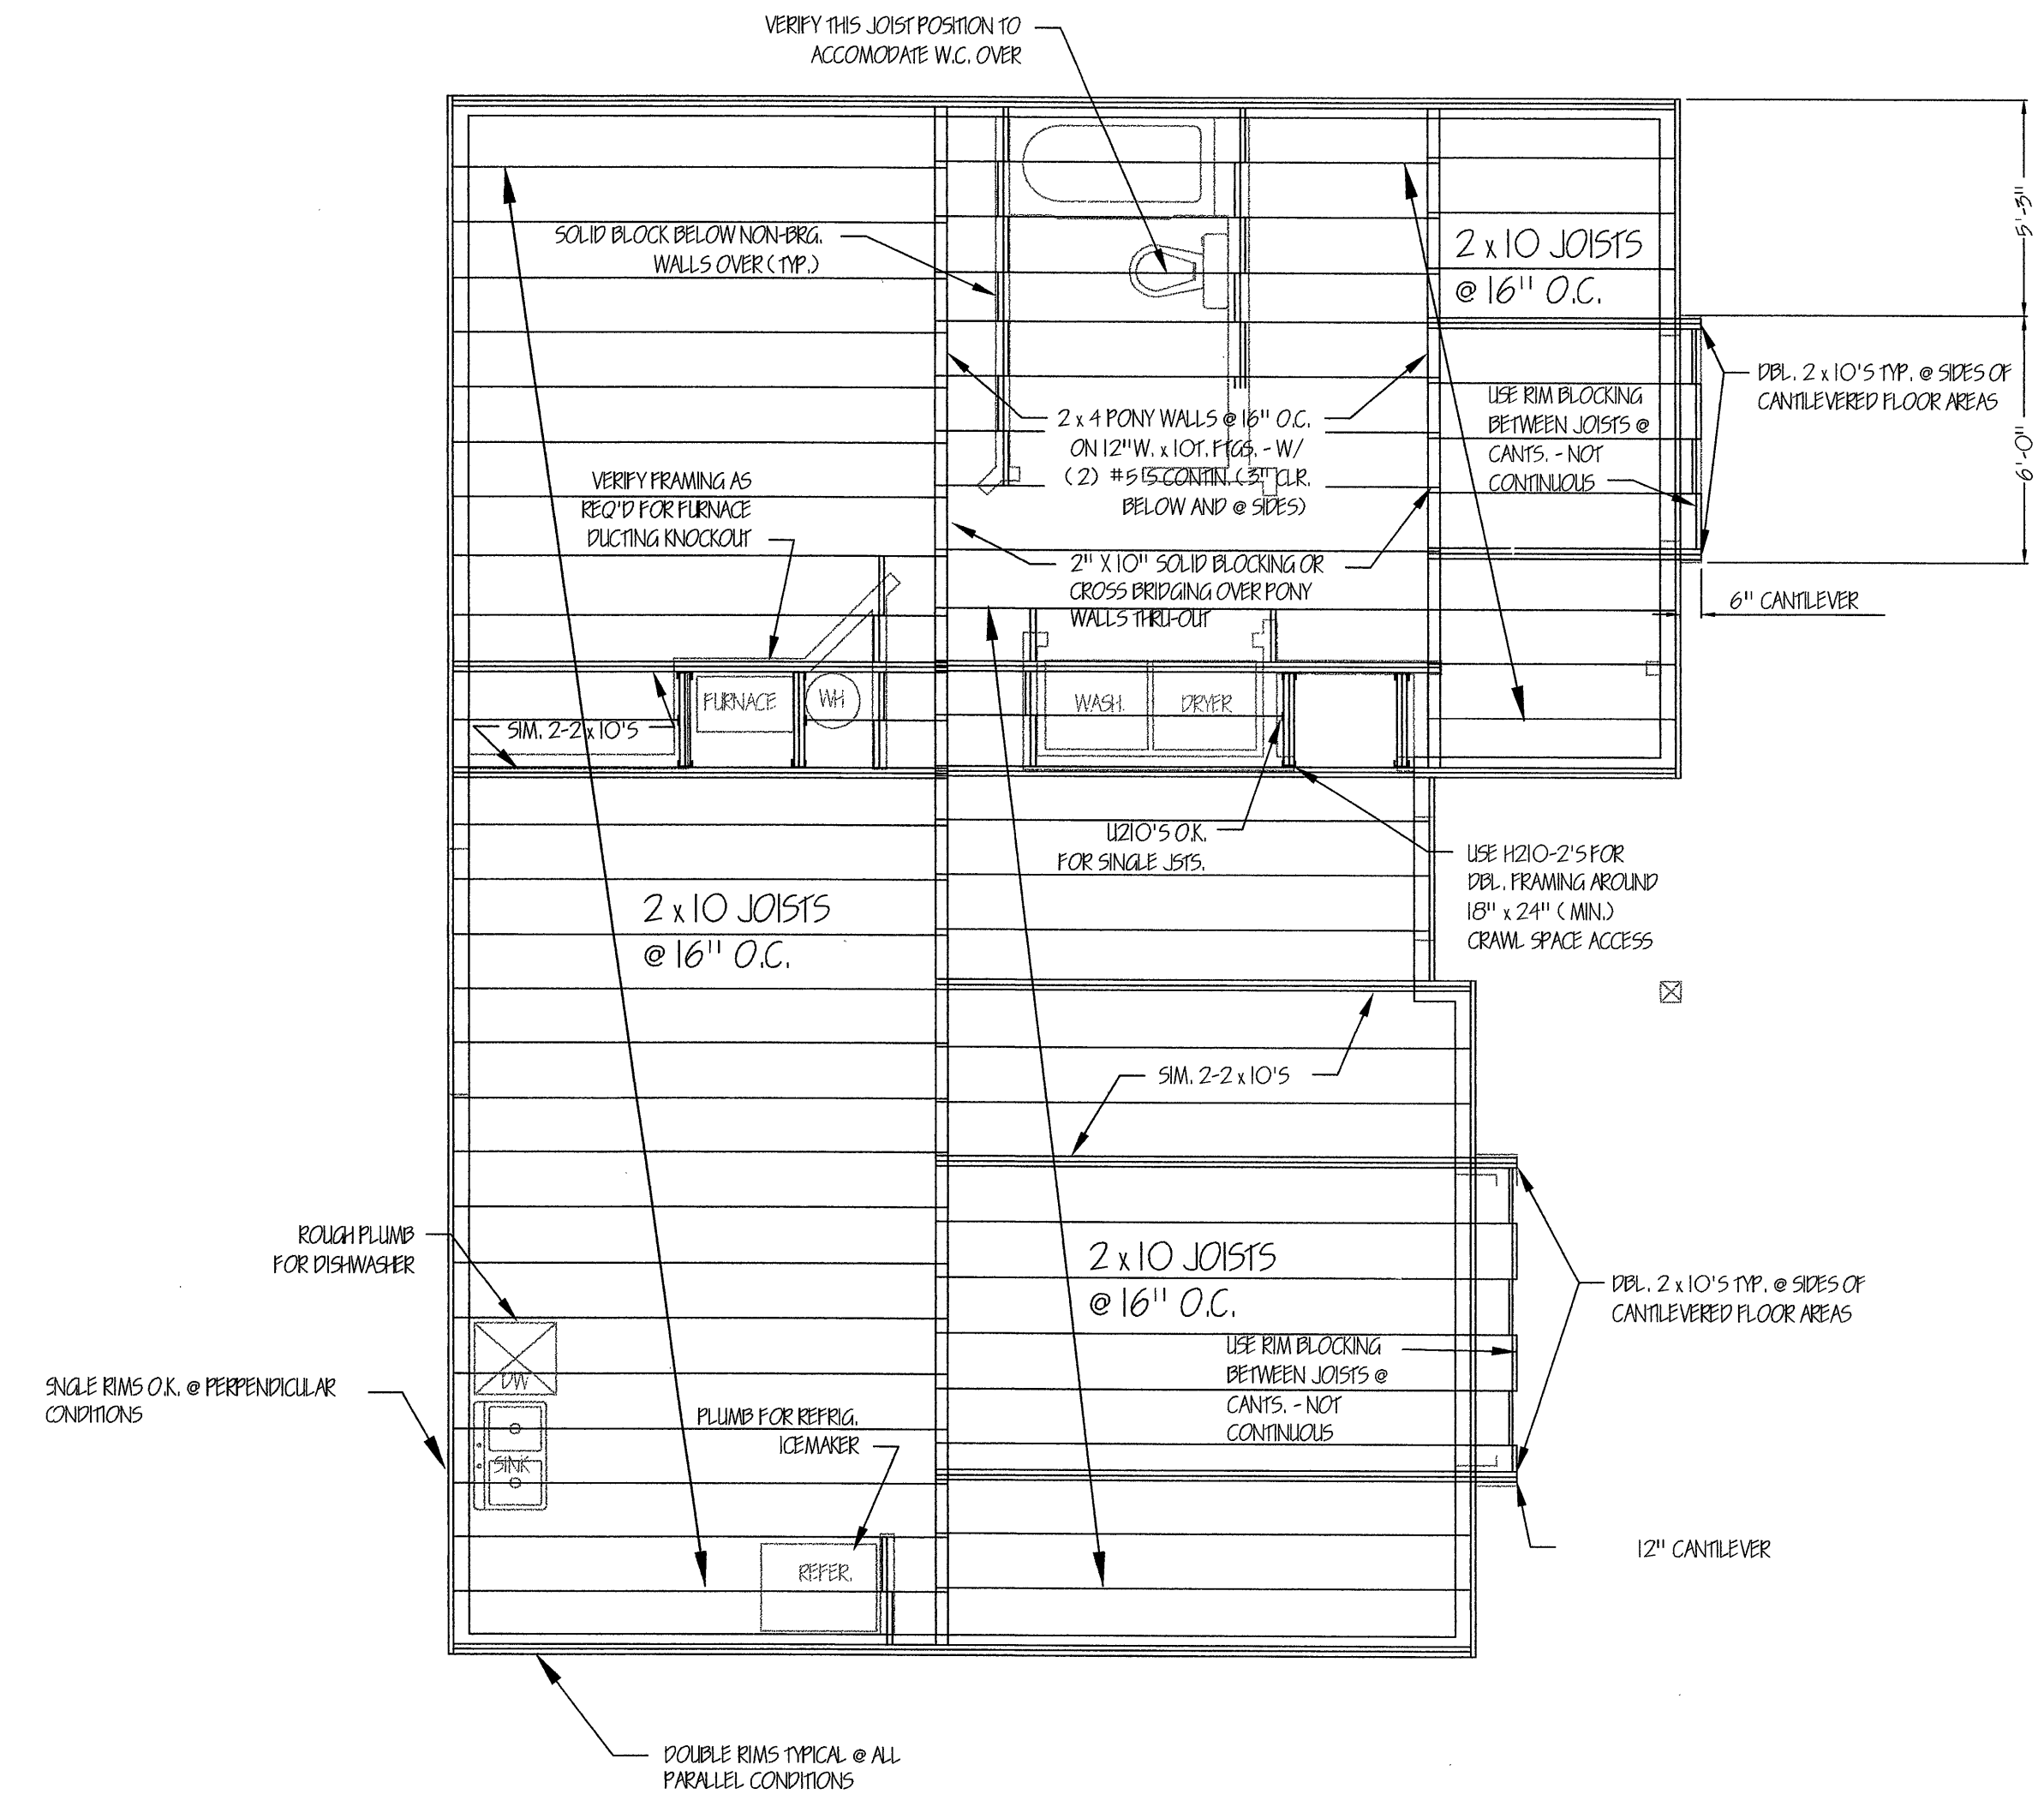 VERIFY THIS JOIST POSITION TO
ACCOMODATE W.C. OVER
5'-3"
SOLID BLOCK BELOW NON-BRG.
WALLS OVER (TYP.)
2 x 10 JOISTS
@ 16" O.C.
DBL. 2 x 10'S TYP. @ SIDES OF
CANTILEVERED FLOOR AREAS
USE RIM BLOCKING
BETWEEN JOISTS @
CANTS. - NOT
CONTINUOUS
6'-0"
2 x 4 PONY WALLS @ 16" O.C.
ON 12"W. x 10T. FTGS. - W/
(2) #5'S CONTIN. (3" CLR.
BELOW AND @ SIDES)
VERIFY FRAMING AS
REQ'D FOR FURNACE
DUCTING KNOCKOUT
2" X 10" SOLID BLOCKING OR
CROSS BRIDGING OVER PONY
WALLS THRU-OUT
6" CANTILEVER
FURNACE
WH
WASH.
DRYER
SIM. 2-2 x 10'S
U210'S O.K.
FOR SINGLE JSTS.
USE H210-2'S FOR
DBL. FRAMING AROUND
18" x 24" (MIN.)
CRAWL SPACE ACCESS
2 x 10 JOISTS
@ 16" O.C.
SIM. 2-2 x 10'S
ROUGH PLUMB
FOR DISHWASHER
2 x 10 JOISTS
@ 16" O.C.
DBL. 2 x 10'S TYP. @ SIDES OF
CANTILEVERED FLOOR AREAS
USE RIM BLOCKING
BETWEEN JOISTS @
CANTS. - NOT
CONTINUOUS
DW
SNGLE RIMS O.K. @ PERPENDICULAR
CONDITIONS
PLUMB FOR REFRIG.
ICEMAKER
SINK
12" CANTILEVER
REFER.
DOUBLE RIMS TYPICAL @ ALL
PARALLEL CONDITIONS